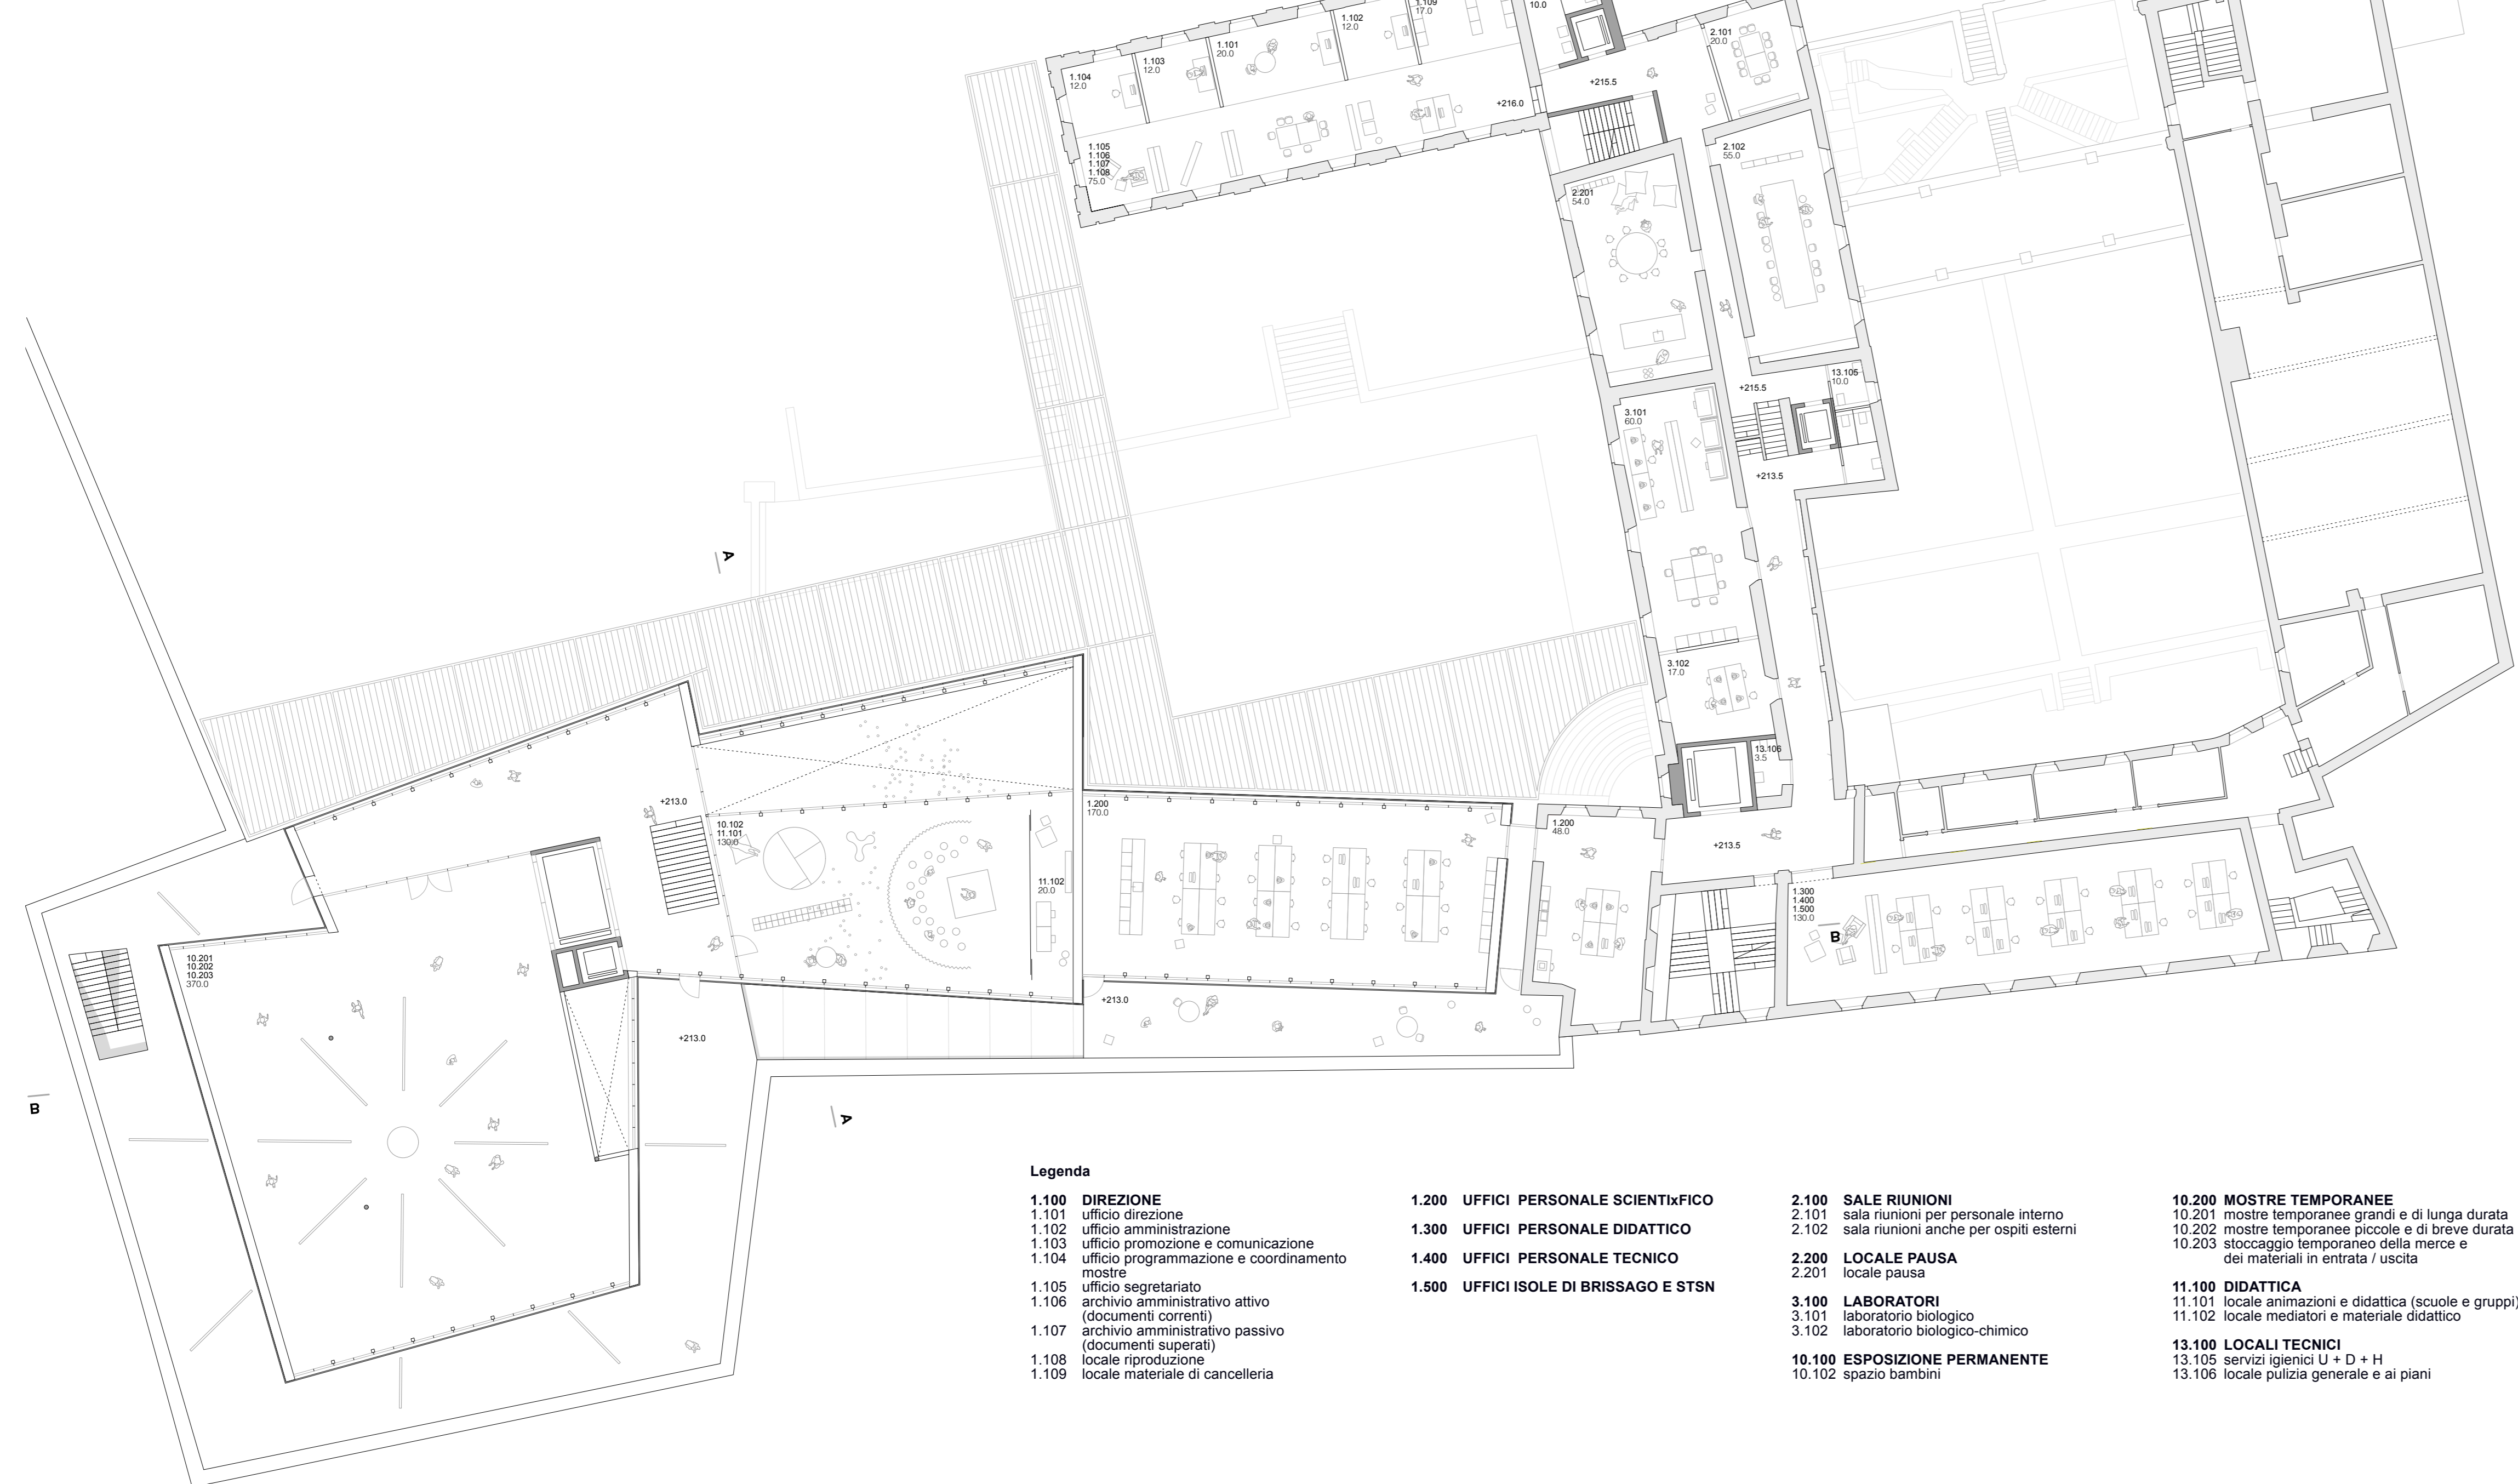 1.109
17.0
10.0
1.102
12.0
1.101
20.0
1.103
12.0
1.104
12.0
2.101
20.0
+215.5
+216.0
1.105
1.106
1.107
1.108
75.0
2.102
55.0
2.201
54.0
13.105
10.0
+215.5
3.101
60.0
+213.5
A
3.102
17.0
13.106
3.5
+213.0
10.102
11.101
130.0
1.200
170.0
1.200
48.0
+213.5
11.102
20.0
1.300
1.400
1.500
130.0
B
10.201
10.202
10.203
370.0
+213.0
+213.0
B
A
Legenda
1.100 DIREZIONE
1.101 ufficio direzione
1.102 ufficio amministrazione
1.103 ufficio promozione e comunicazione
1.104 ufficio programmazione e coordinamento
mostre
1.105 ufficio segretariato
1.106 archivio amministrativo attivo
(documenti correnti)
1.107 archivio amministrativo passivo
(documenti superati)
1.108 locale riproduzione
1.109 locale materiale di cancelleria
1.200 UFFICI PERSONALE SCIENTIxFICO
1.300 UFFICI PERSONALE DIDATTICO
1.400 UFFICI PERSONALE TECNICO
1.500 UFFICI ISOLE DI BRISSAGO E STSN
2.100 SALE RIUNIONI
2.101 sala riunioni per personale interno
2.102 sala riunioni anche per ospiti esterni
2.200 LOCALE PAUSA
2.201 locale pausa
3.100 LABORATORI
3.101 laboratorio biologico
3.102 laboratorio biologico-chimico
10.100 ESPOSIZIONE PERMANENTE
10.102 spazio bambini
10.200 MOSTRE TEMPORANEE
10.201 mostre temporanee grandi e di lunga durata
10.202 mostre temporanee piccole e di breve durata
10.203 stoccaggio temporaneo della merce e
dei materiali in entrata / uscita
11.100 DIDATTICA
11.101 locale animazioni e didattica (scuole e gruppi)
11.102 locale mediatori e materiale didattico
13.100 LOCALI TECNICI
13.105 servizi igienici U + D + H
13.106 locale pulizia generale e ai piani